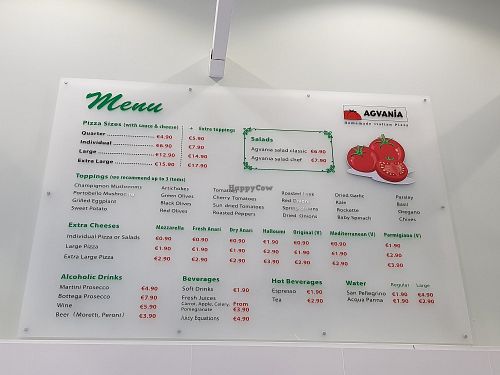 Menu
AGVANIA
Homemade Italian Pizza
Pizza Sizes (with sauce & cheese) + Extra toppings
Quarter €4.90 €5.90
Individual €6.90 €7.90
Large €12.90 €14.90
Extra Large €15.90 €17.90
Salads
Agvania salad classic €6.90
Agvania salad chef €7.90
Toppings (we recommend up to 3 items)
Champignon Mushrooms Artichokes Tomatoes Roasted Dried Garlic Parsley
Portobello Mushrooms Green Olives Cherry Tomatoes Red Kale Basil
Grilled Eggplant Black Olives Sun dried Tomatoes Rockette Oregano
Sweet Potato Red Olives Roasted Peppers Dried Onions Baby Spinach Chives
HappyCow
Extra Cheeses Mozzarella Fresh Anari Dry Anari Halloumi Original (V) Mediterranean (V) Parmigiano (V)
Individual Pizza or Salads €0.90 €0.90 €0.90 €0.90 €0.90 €0.90 €0.90
Large Pizza €1.90 €1.90 €1.90 €2.90 €1.90 €1.90 €1.90
Extra Large Pizza €2.90 €2.90 €2.90 €3.90 €2.90 €2.90 €2.90
Alcoholic Drinks
Martini Prosecco €4.90
Bottega Prosecco €7.90
Wine €5.90
Beer (Moretti, Peroni) €3.90
Beverages
Soft Drinks €1.90
Fresh Juices
Carrot, Apple, Celery, From
Pomegranate €3.90
Juicy Equations €4.90
Hot Beverages
Espresso €1.90
Tea €2.90
Water Regular Large
San Pellegrino €1.90 €4.90
Acqua Panna €1.90 €2.90